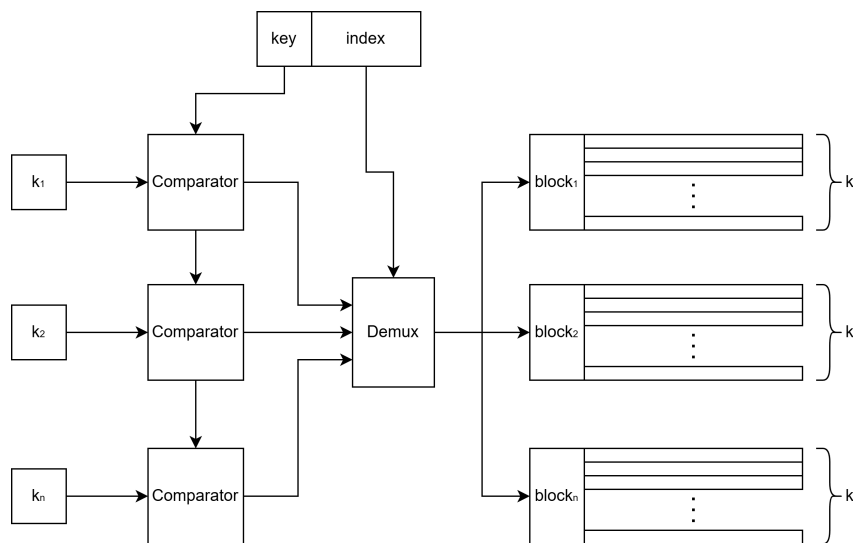 key index
k₁ Comparator block₁ k
k₂ Comparator Demux block₂ k
kₙ Comparator blockₙ k